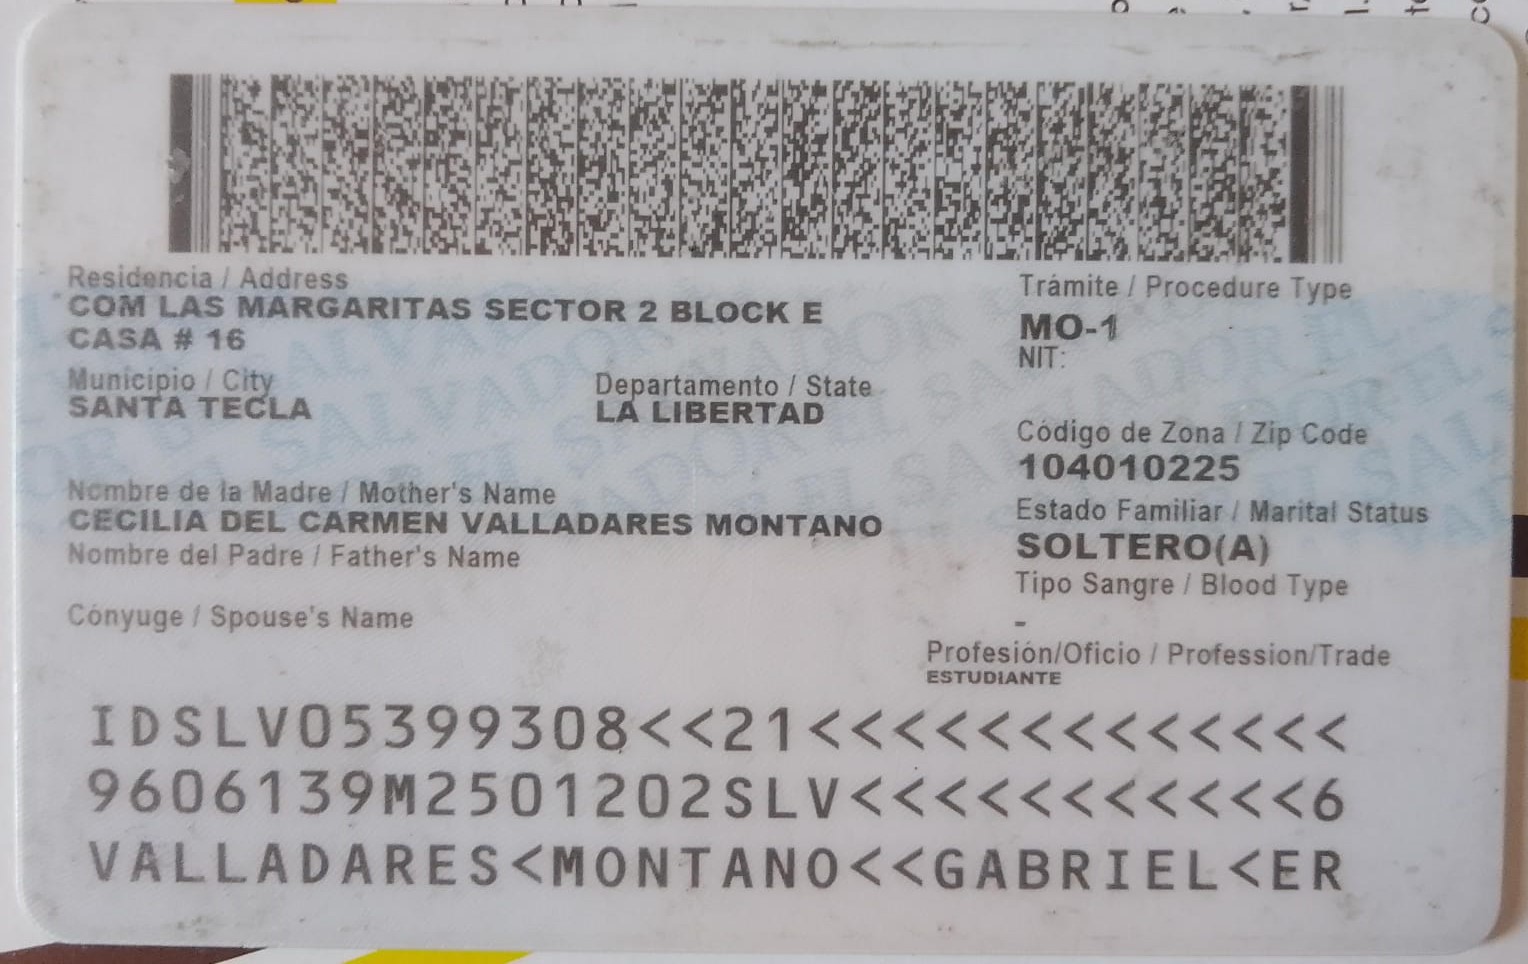 Residencia / Address
COM LAS MARGARITAS SECTOR 2 BLOCK E
CASA # 16
Municipio / City
SANTA TECLA
Departamento / State
LA LIBERTAD
Nombre de la Madre / Mother's Name
CECILIA DEL CARMEN VALLADARES MONTANO
Nombre del Padre / Father's Name
Cónyuge / Spouse's Name
Trámite / Procedure Type
MO-1
NIT:
Código de Zona / Zip Code
104010225
Estado Familiar / Marital Status
SOLTERO(A)
Tipo Sangre / Blood Type
-
Profesión/Oficio / Profession/Trade
ESTUDIANTE
IDSLV05399308<<21<<<<<<<<<<<<<
9606139M2501202SLV<<<<<<<<<<<6
VALLADARES<MONTANO<<GABRIEL<ER